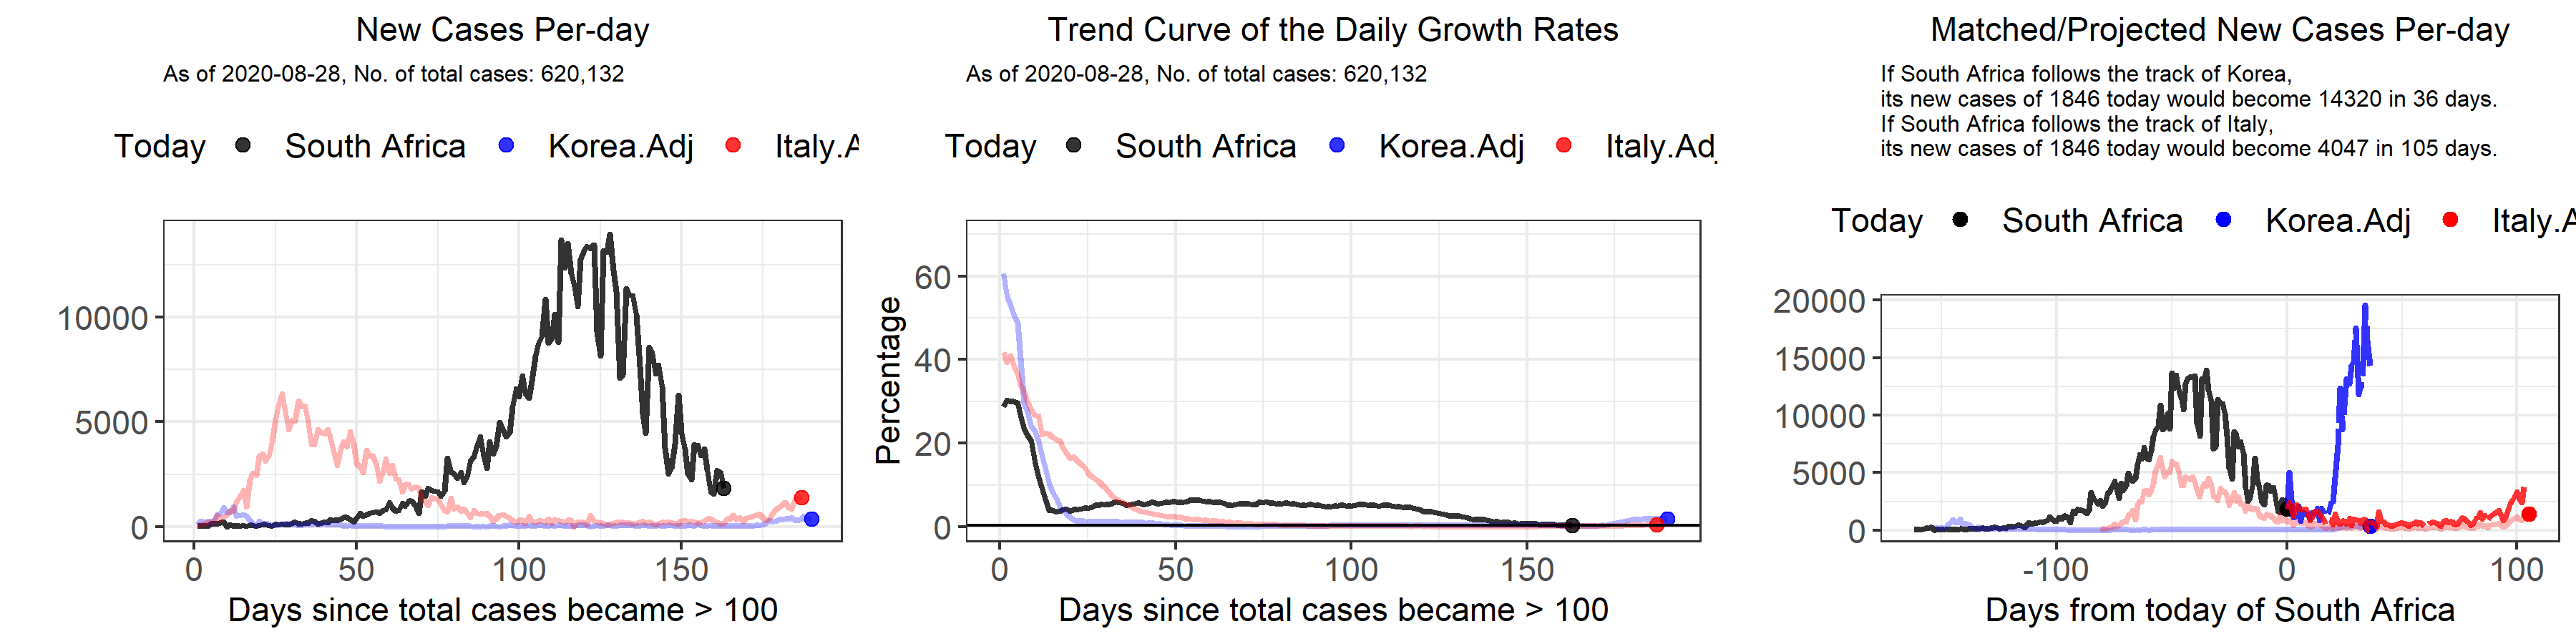 New Cases Per-day
As of 2020-08-28, No. of total cases: 620,132
Today South Africa Korea.Adj Italy.A
10000
5000
0
0 50 100 150
Days since total cases became > 100
Trend Curve of the Daily Growth Rates
As of 2020-08-28, No. of total cases: 620,132
Today South Africa Korea.Adj Italy.Adj
Percentage
60
40
20
0
0 50 100 150
Days since total cases became > 100
Matched/Projected New Cases Per-day
If South Africa follows the track of Korea,
its new cases of 1846 today would become 14320 in 36 days.
If South Africa follows the track of Italy,
its new cases of 1846 today would become 4047 in 105 days.
Today South Africa Korea.Adj Italy.A
20000
15000
10000
5000
0
-100 0 100
Days from today of South Africa